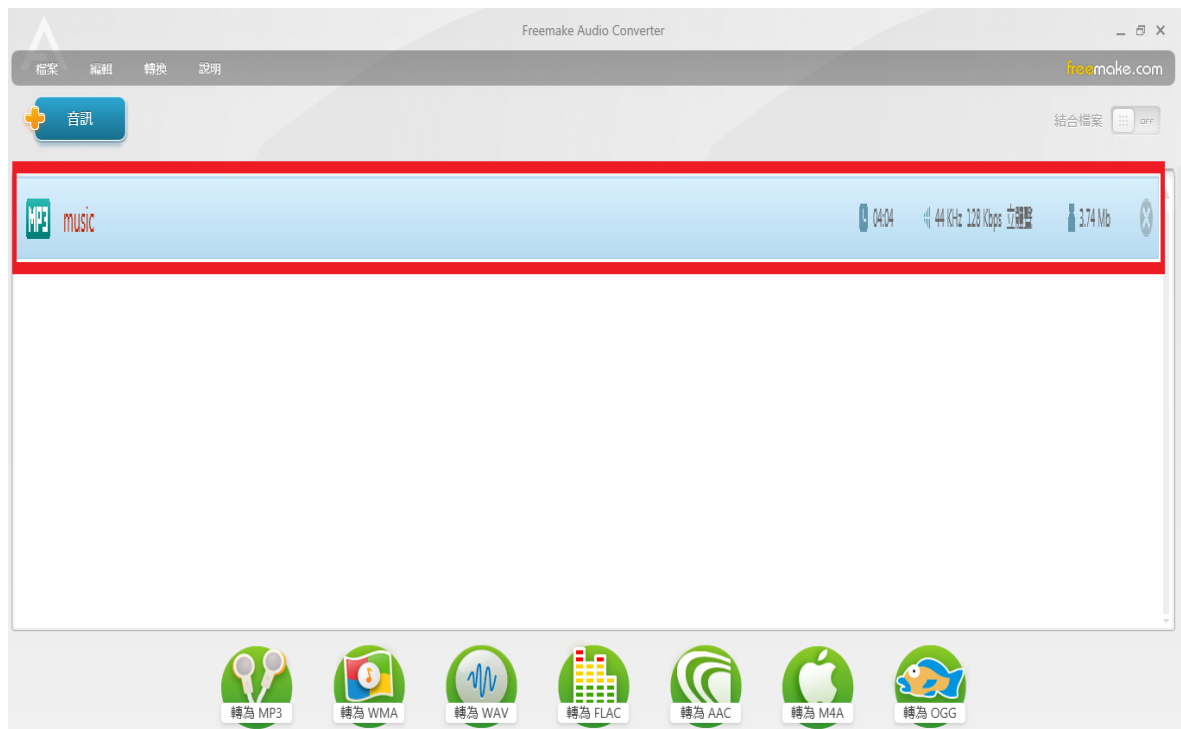 Freemake Audio Converter
檔案 編輯 轉換 說明 freemake.com
音訊 結合檔案 OFF
MP3 music 04:04 44 KHz 128 Kbps 立體聲 3.74 Mb
轉為 MP3 轉為 WMA 轉為 WAV 轉為 FLAC 轉為 AAC 轉為 M4A 轉為 OGG